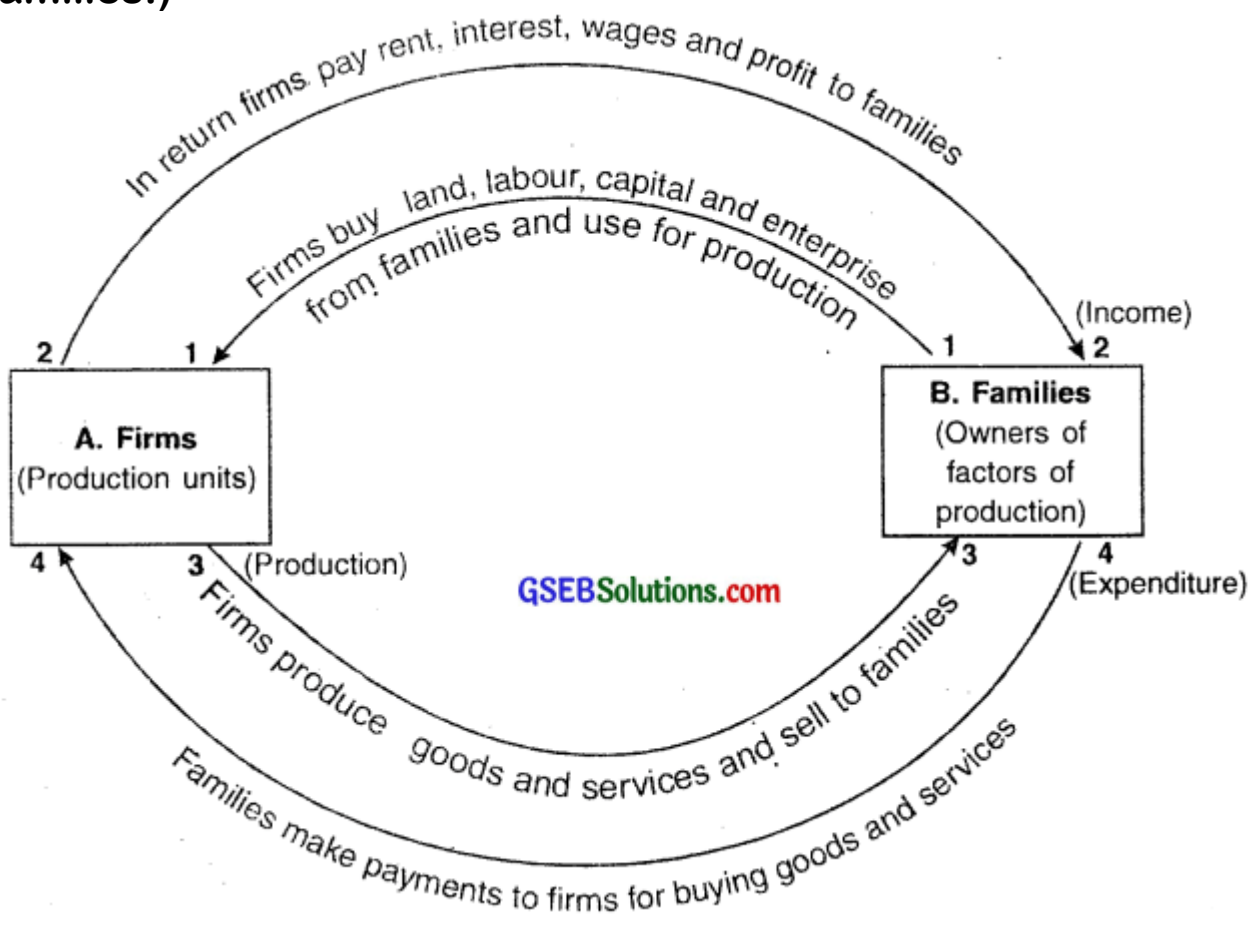 amilies.)
In return firms pay rent, interest, wages and profit to families
Firms buy land, labour, capital and enterprise
from families and use for production
(Income)
2
1
1
2
A. Firms
(Production units)
B. Families
(Owners of
factors of
production)
4
3
(Production)
3
4
(Expenditure)
GSEBSolutions.com
Firms produce goods and services and sell to families
Families make payments to firms for buying goods and services